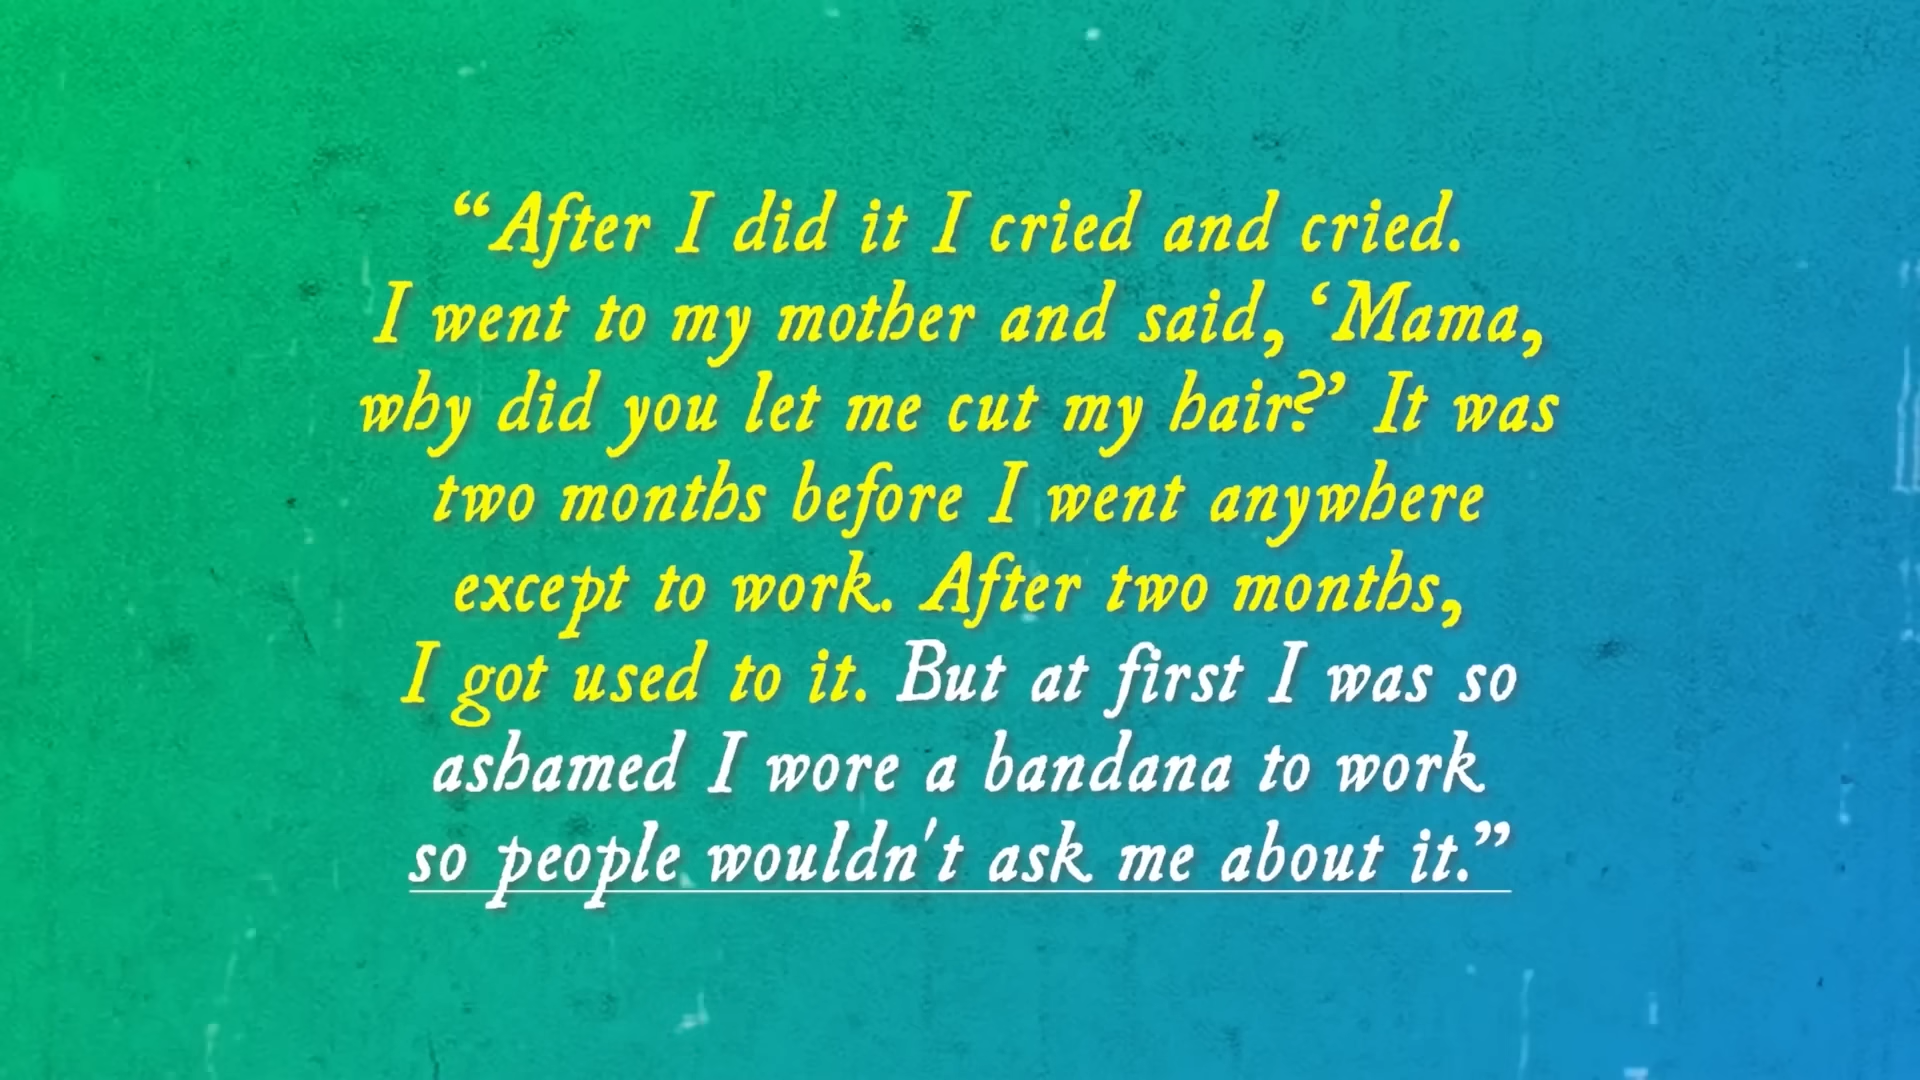 “After I did it I cried and cried.
I went to my mother and said, ‘Mama,
why did you let me cut my hair?’ It was
two months before I went anywhere
except to work. After two months,
I got used to it. But at first I was so
ashamed I wore a bandana to work
so people wouldn't ask me about it.”